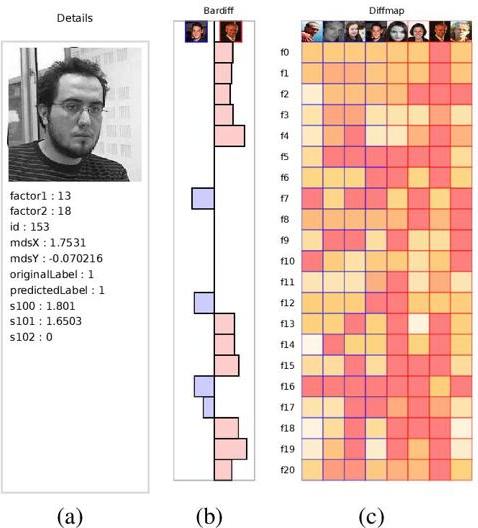 Details
factor1 : 13
factor2 : 18
id : 153
mdsX : 1.7531
mdsY : -0.070216
originalLabel : 1
predictedLabel : 1
s100 : 1.801
s101 : 1.6503
s102 : 0
(a)
Bardiff
(b)
Diffmap
f0
f1
f2
f3
f4
f5
f6
f7
f8
f9
f10
f11
f12
f13
f14
f15
f16
f17
f18
f19
f20
(c)